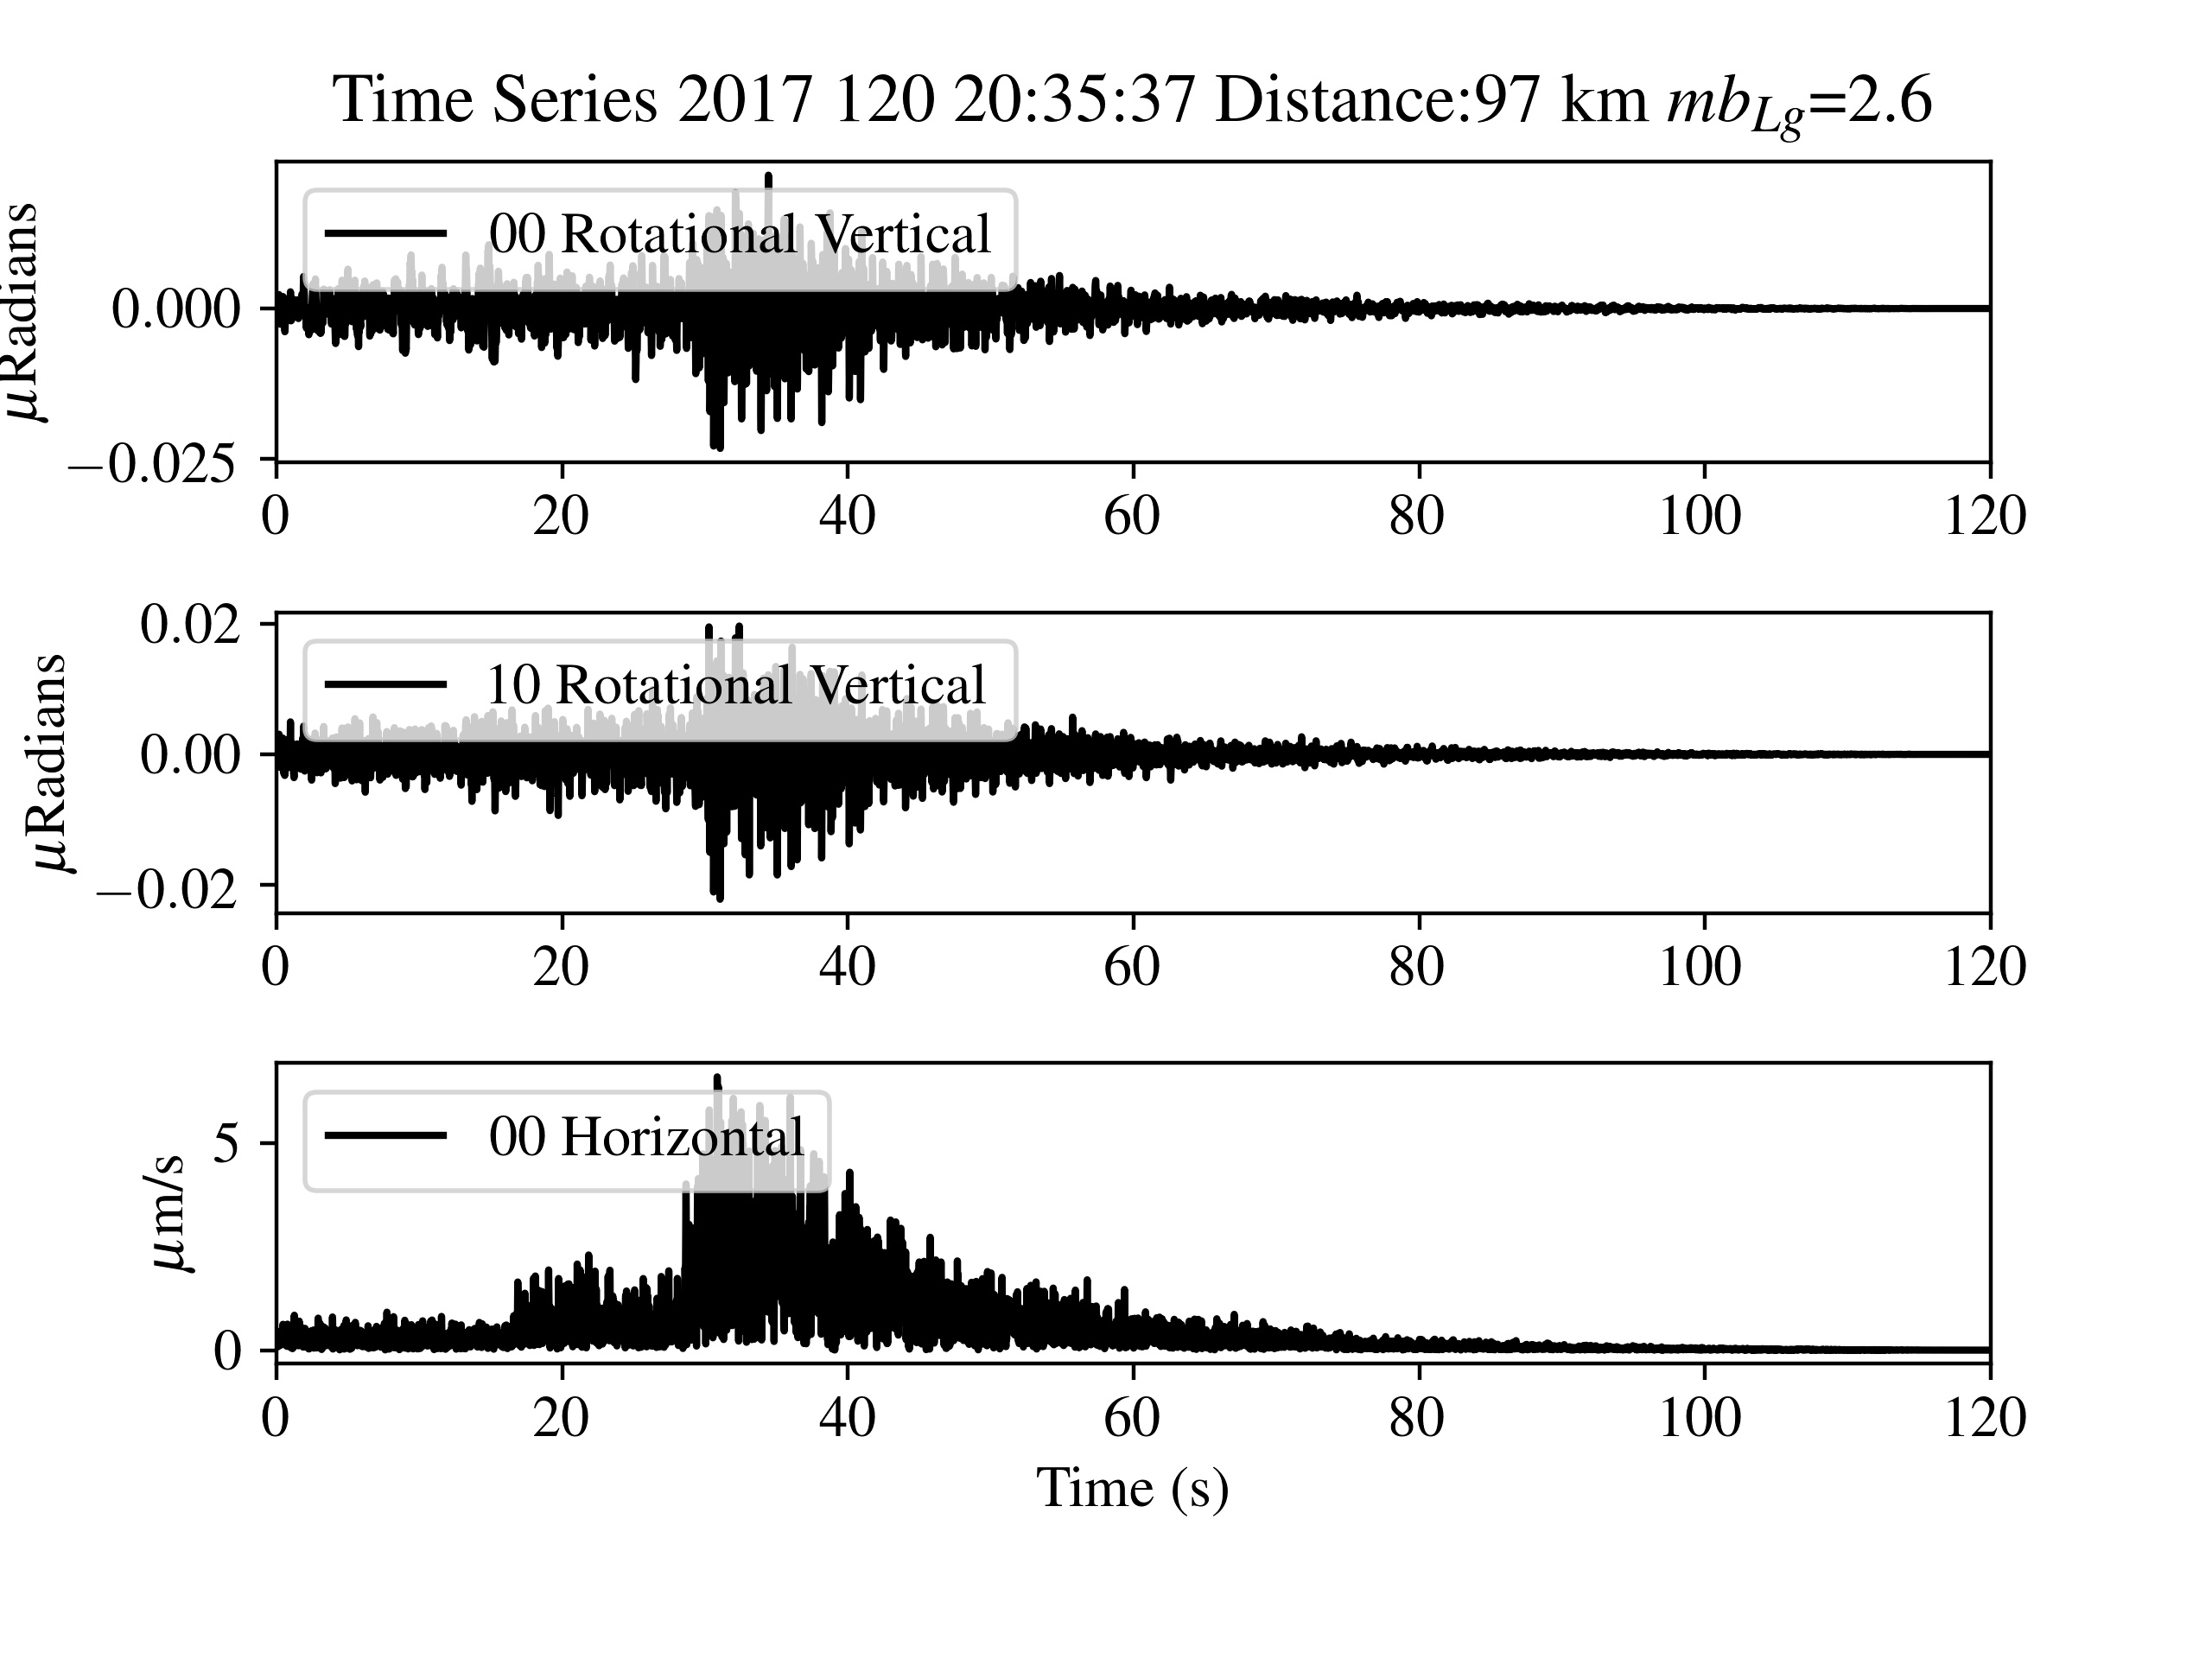 Time Series 2017 120 20:35:37 Distance:97 km mb_{Lg}=2.6
μRadians
00 Rotational Vertical
0.000
−0.025
0 20 40 60 80 100 120
μRadians
0.02
10 Rotational Vertical
0.00
−0.02
0 20 40 60 80 100 120
μm/s
00 Horizontal
5
0
0 20 40 60 80 100 120
Time (s)